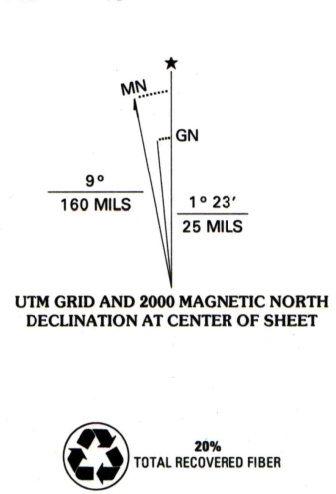 ★
MN
GN
9°
160 MILS
1° 23′
25 MILS
UTM GRID AND 2000 MAGNETIC NORTH
DECLINATION AT CENTER OF SHEET
20%
TOTAL RECOVERED FIBER